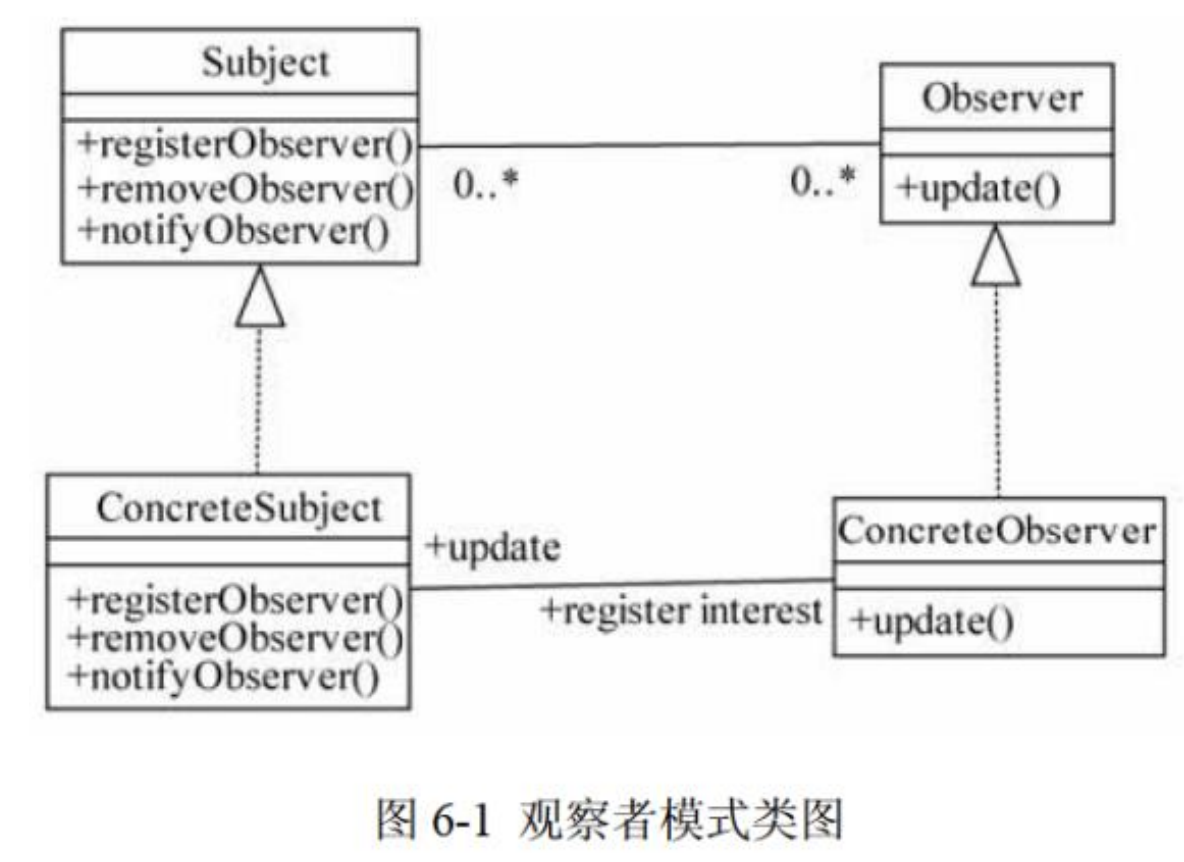 Subject
+registerObserver()
+removeObserver()
+notifyObserver()
0..*
0..*
Observer
+update()
ConcreteSubject
+registerObserver()
+removeObserver()
+notifyObserver()
+update
+register interest
ConcreteObserver
+update()
图 6-1 观察者模式类图